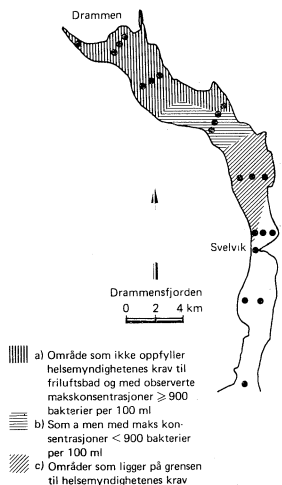 Drammen
Svelvik
Drammensfjorden
0 2 4 km
a) Område som ikke oppfyller
helsemyndighetenes krav til
friluftsbad og med observerte
makskonsentrasjoner ⩾ 900
bakterier per 100 ml
b) Som a men med maks kon-
sentrasjoner < 900 bakterier
per 100 ml
c) Områder som ligger på grensen
til helsemyndighetenes krav